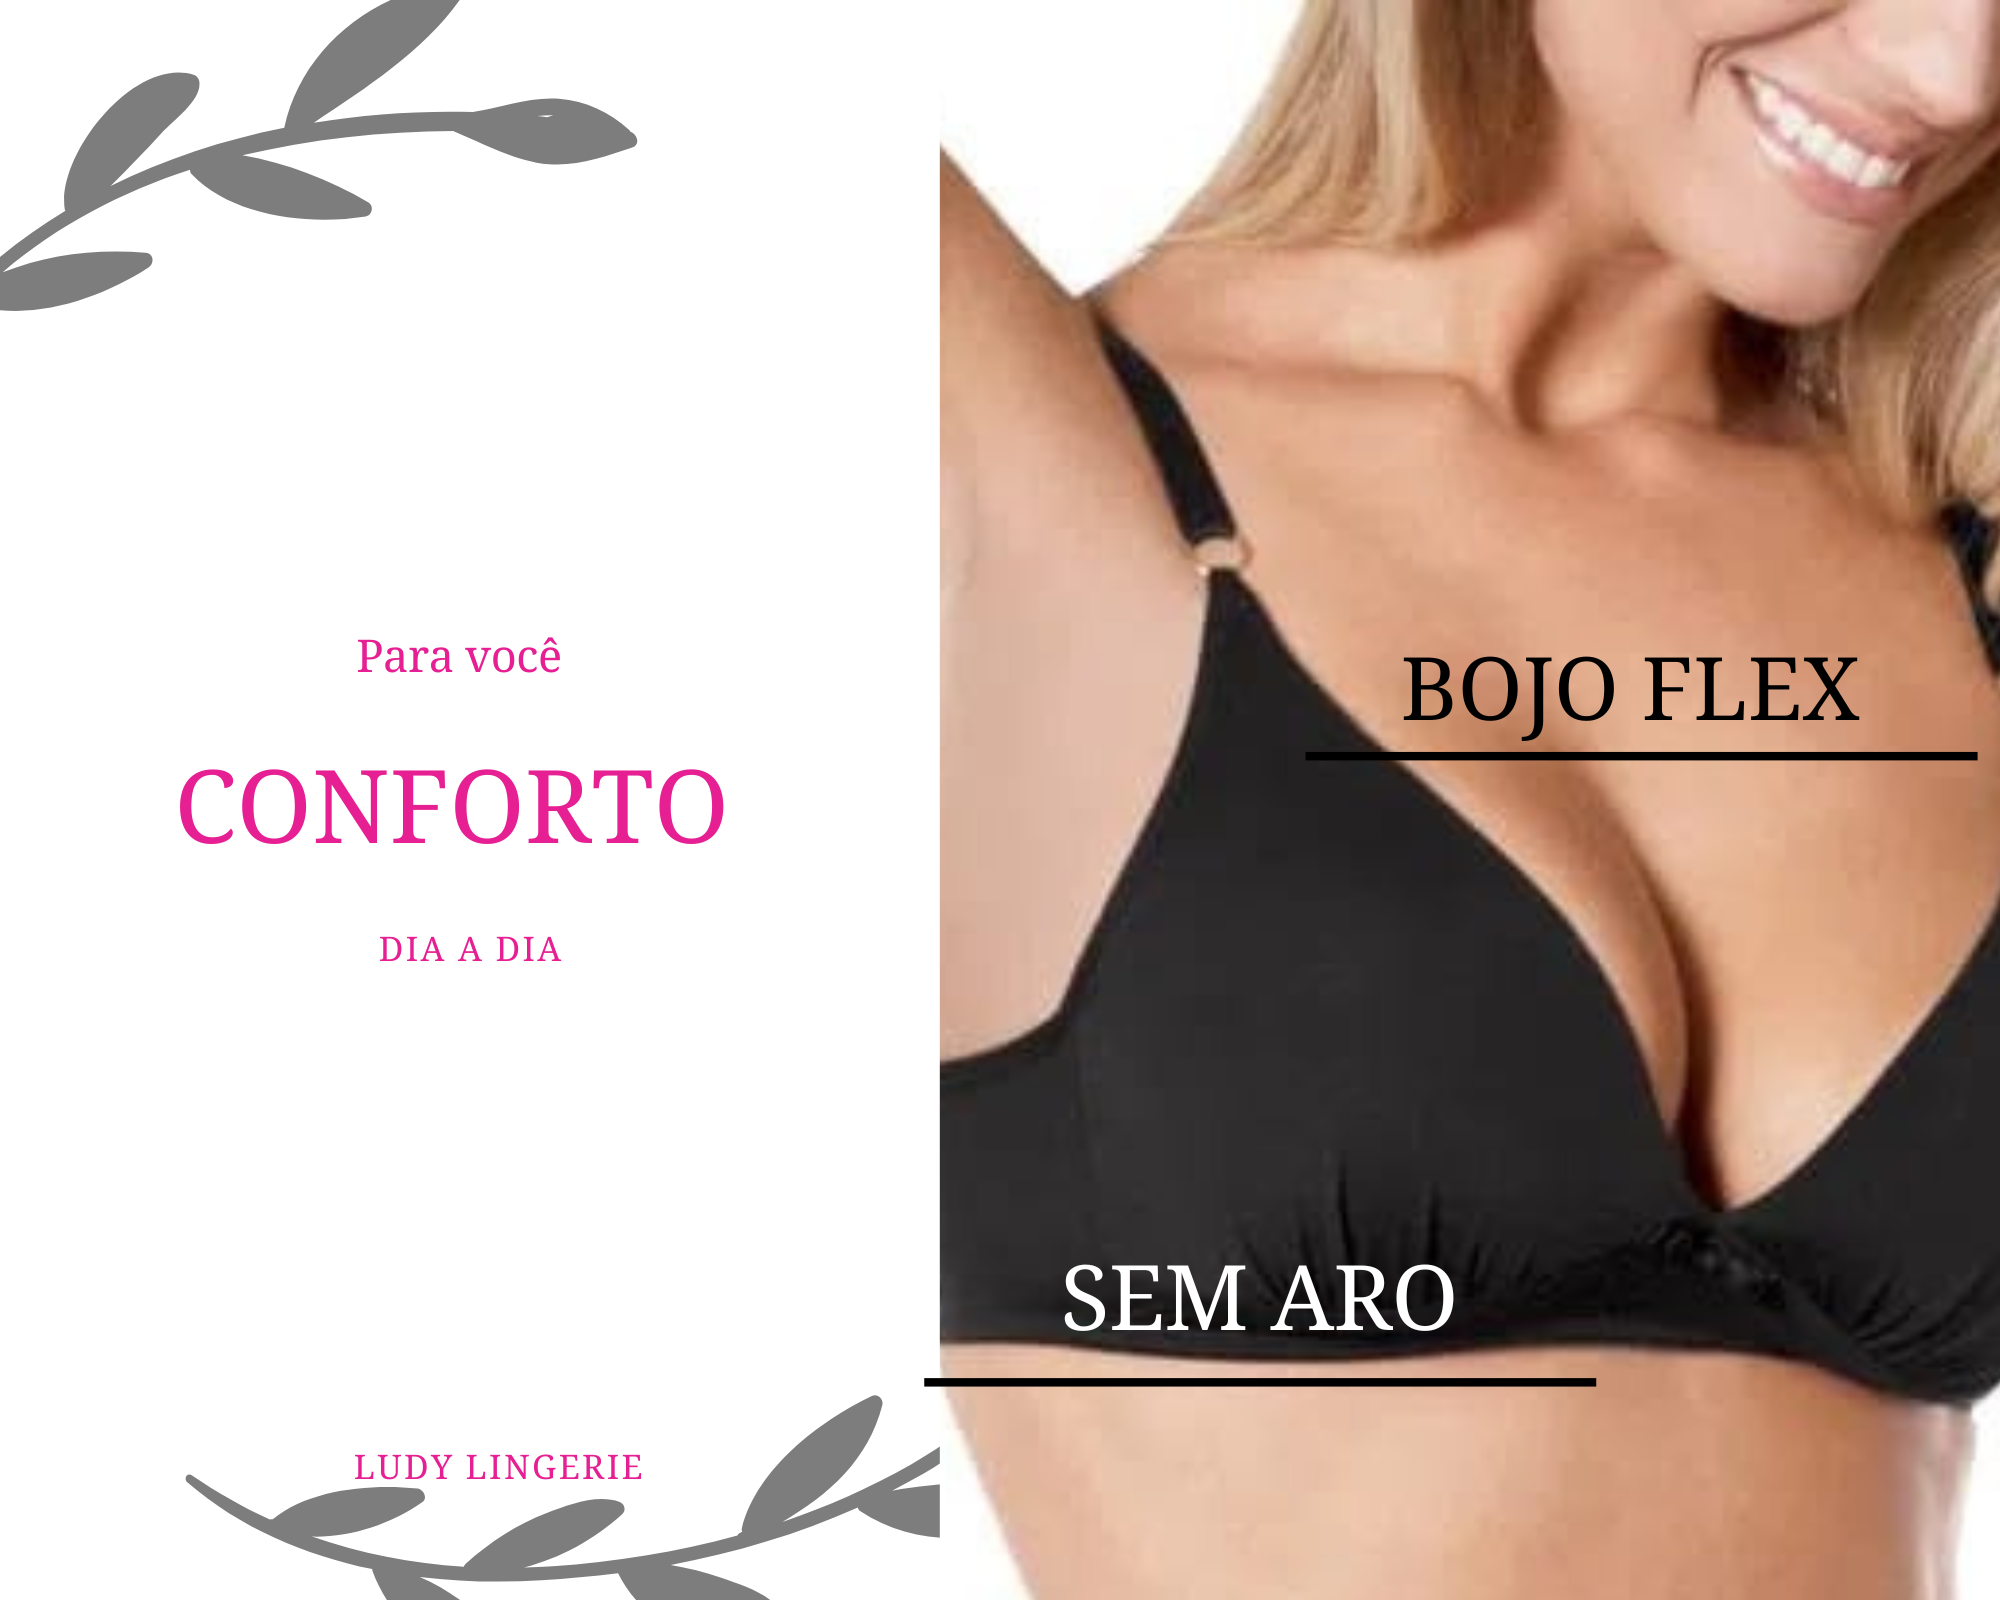 Para você
CONFORTO
DIA A DIA
LUDY LINGERIE
BOJO FLEX
SEM ARO